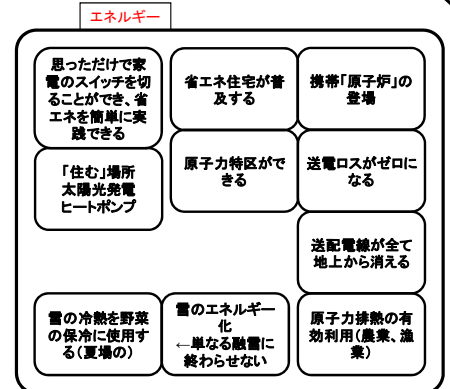 エネルギー
思っただけで家
電のスイッチを切
ることができ、省
エネを簡単に実
践できる
省エネ住宅が普
及する
携帯「原子炉」の
登場
「住む」場所
太陽光発電
ヒートポンプ
原子力特区がで
きる
送電ロスがゼロに
なる
送配電線が全て
地上から消える
雪の冷熱を野菜
の保冷に使用す
る(夏場の)
雪のエネルギー
化
←単なる融雪に
終わらせない
原子力排熱の有
効利用(農業、漁
業)